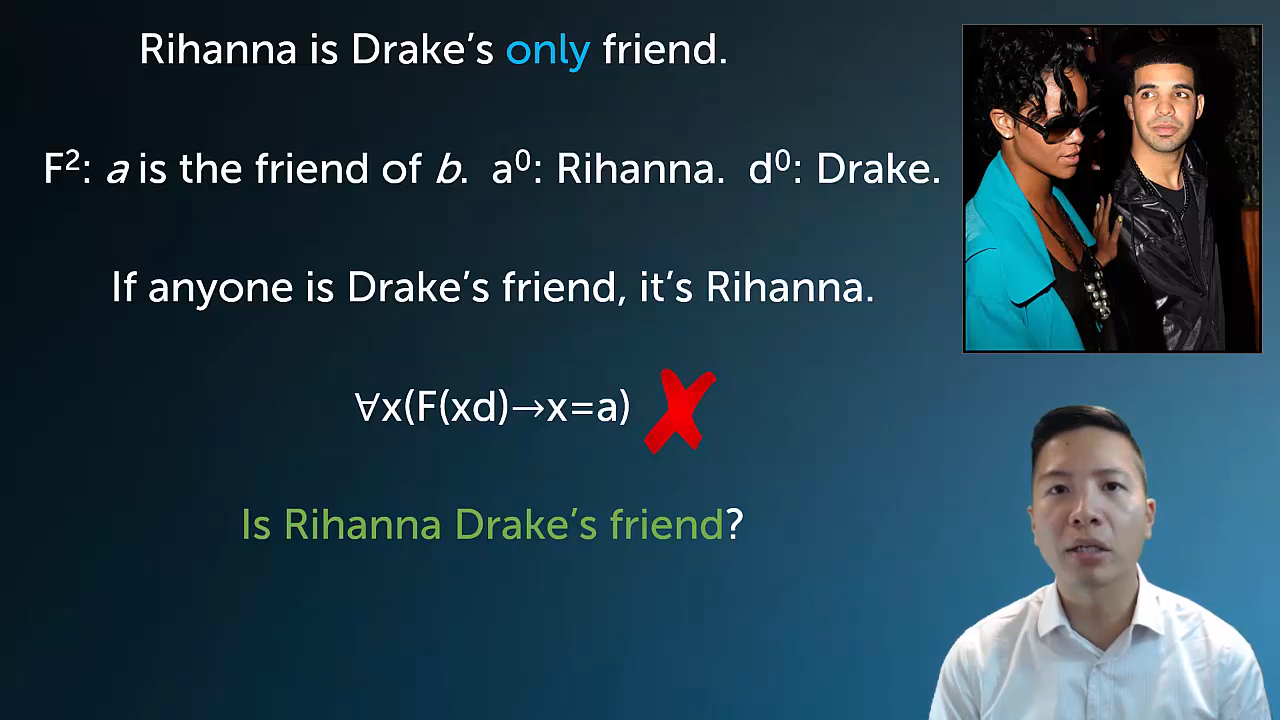 Rihanna is Drake’s only friend.
F²: a is the friend of b. a⁰: Rihanna. d⁰: Drake.
If anyone is Drake’s friend, it’s Rihanna.
∀x(F(xd)→x=a)
Is Rihanna Drake’s friend?